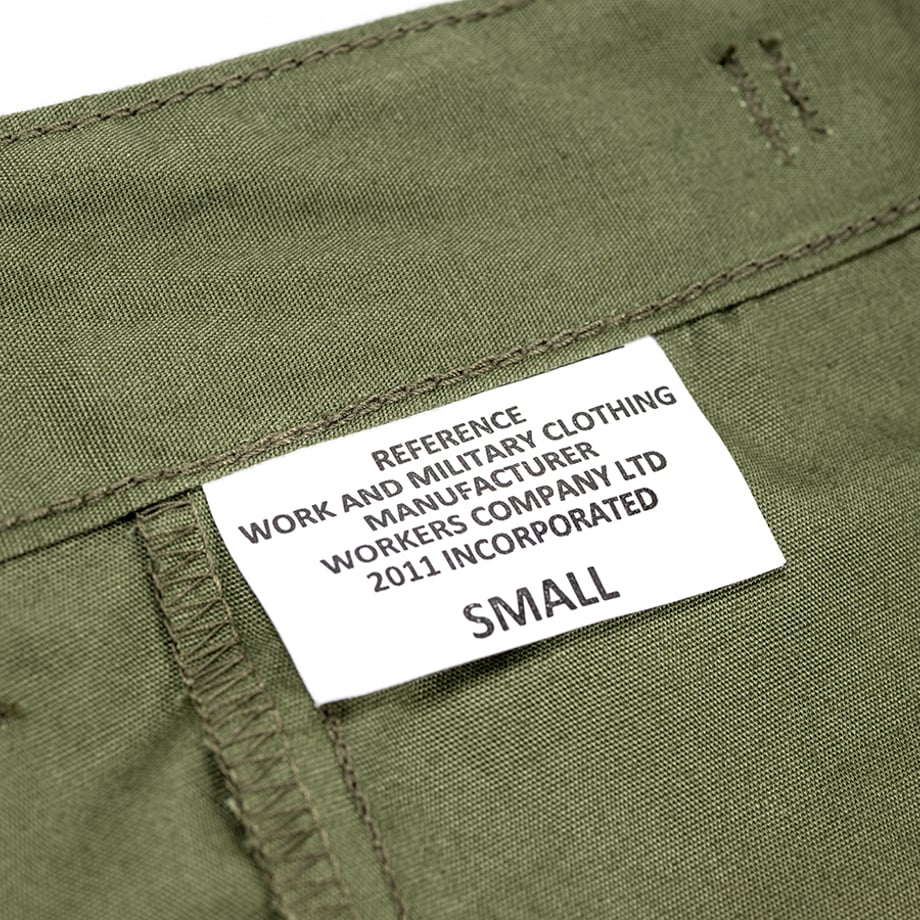 REFERENCE
WORK AND MILITARY CLOTHING
MANUFACTURER
WORKERS COMPANY LTD
2011 INCORPORATED
SMALL